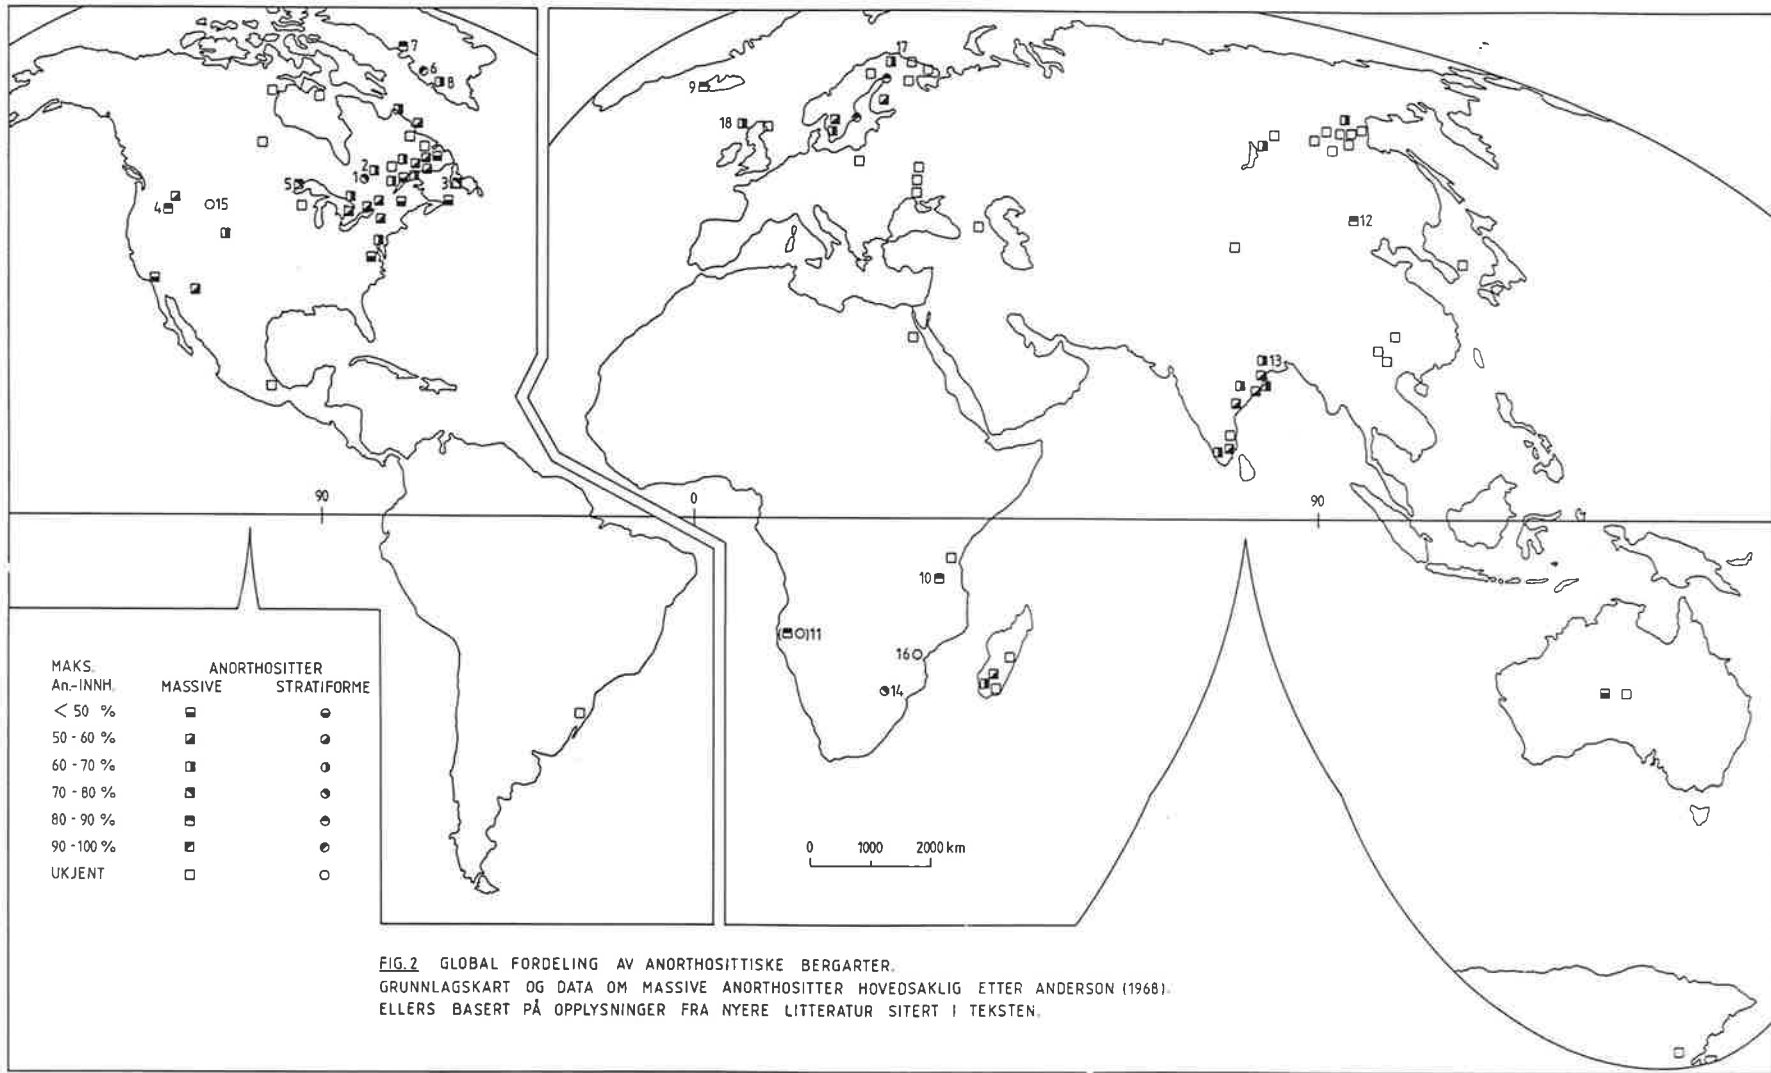 7
6
8
17
9
18
2
1
5
3
4
15
12
13
90
0
90
10
11
16
14
MAKS. ANORTHOSITTER
An.-INNH. MASSIVE STRATIFORME
< 50 %
50 - 60 %
60 - 70 %
70 - 80 %
80 - 90 %
90 - 100 %
UKJENT
0 1000 2000 km
FIG. 2 GLOBAL FORDELING AV ANORTHOSITTISKE BERGARTER.
GRUNNLAGSKART OG DATA OM MASSIVE ANORTHOSITTER HOVEDSAKLIG ETTER ANDERSON (1968).
ELLERS BASERT PÅ OPPLYSNINGER FRA NYERE LITTERATUR SITERT I TEKSTEN.